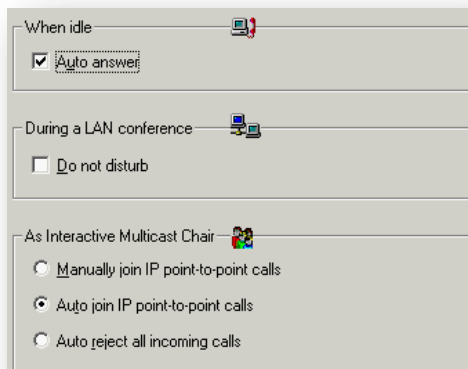 When idle
Auto answer
During a LAN conference
Do not disturb
As Interactive Multicast Chair
Manually join IP point-to-point calls
Auto join IP point-to-point calls
Auto reject all incoming calls